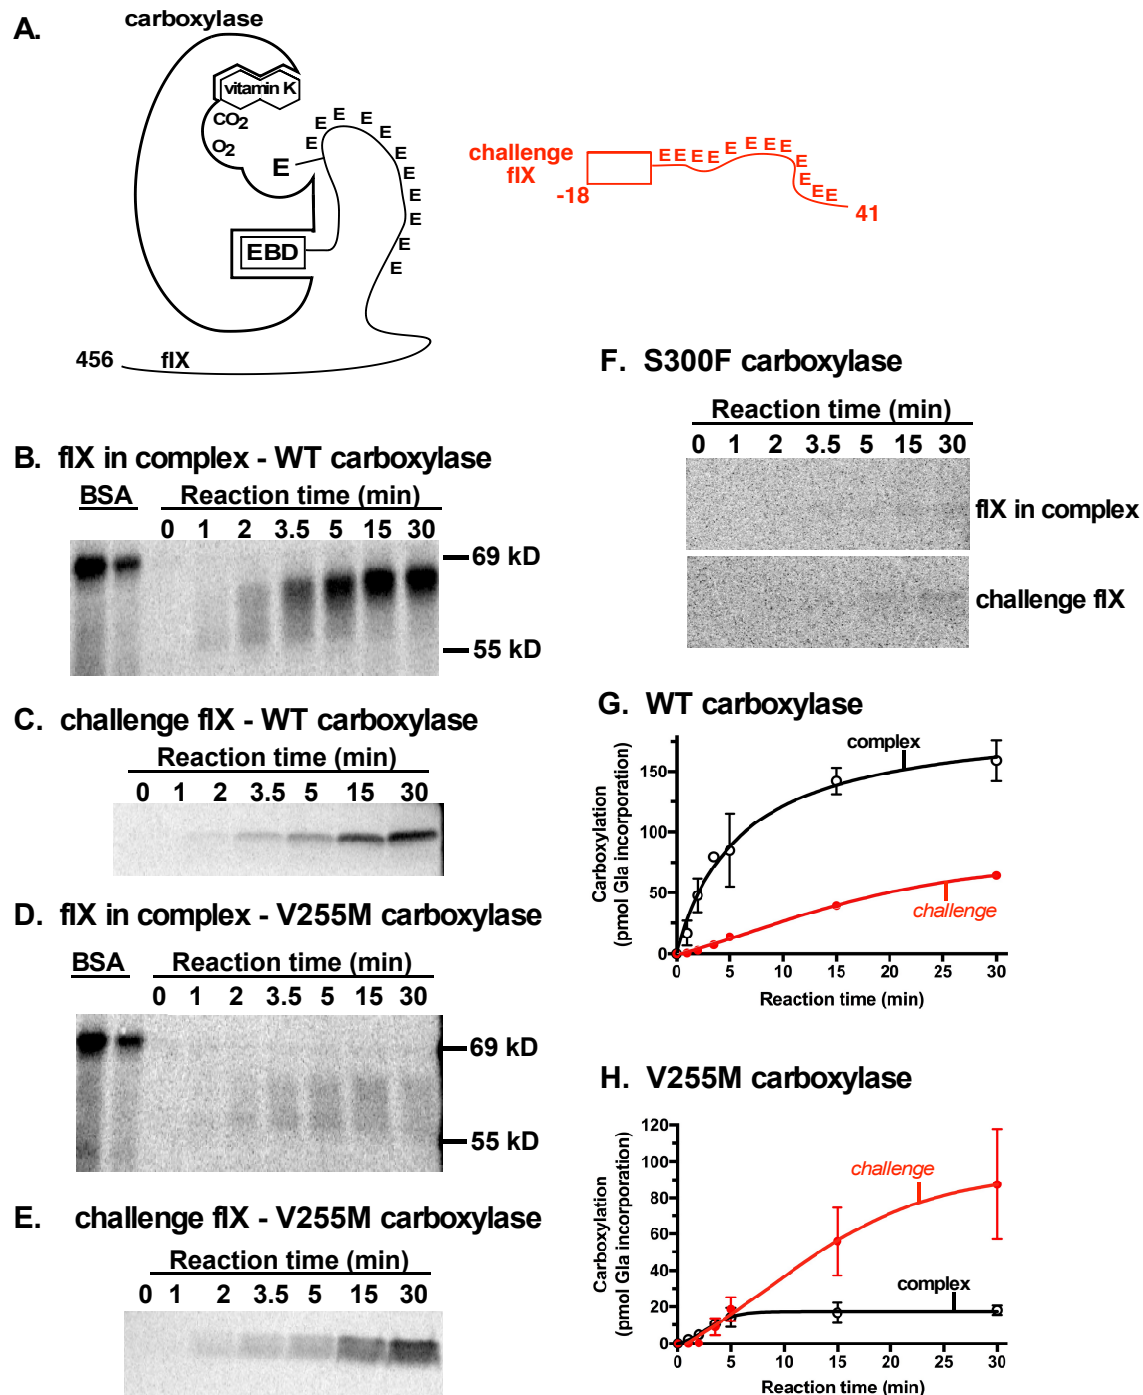 A.
carboxylase
vitamin K
CO2
O2
E
E E E E E E E E E E E E E
EBD
456 fIX
challenge
fIX
-18
E E E E E E E E E E E E
41
B. fIX in complex - WT carboxylase
BSA Reaction time (min)
0 1 2 3.5 5 15 30
69 kD
55 kD
C. challenge fIX - WT carboxylase
Reaction time (min)
0 1 2 3.5 5 15 30
D. fIX in complex - V255M carboxylase
BSA Reaction time (min)
0 1 2 3.5 5 15 30
69 kD
55 kD
E. challenge fIX - V255M carboxylase
Reaction time (min)
0 1 2 3.5 5 15 30
F. S300F carboxylase
Reaction time (min)
0 1 2 3.5 5 15 30
fIX in complex
challenge fIX
G. WT carboxylase
complex
challenge
Carboxylation
(pmol Gla incorporation)
150
100
50
0
0 5 10 15 20 25 30
Reaction time (min)
H. V255M carboxylase
challenge
complex
Carboxylation
(pmol Gla incorporation)
120
100
80
60
40
20
0
0 5 10 15 20 25 30
Reaction time (min)